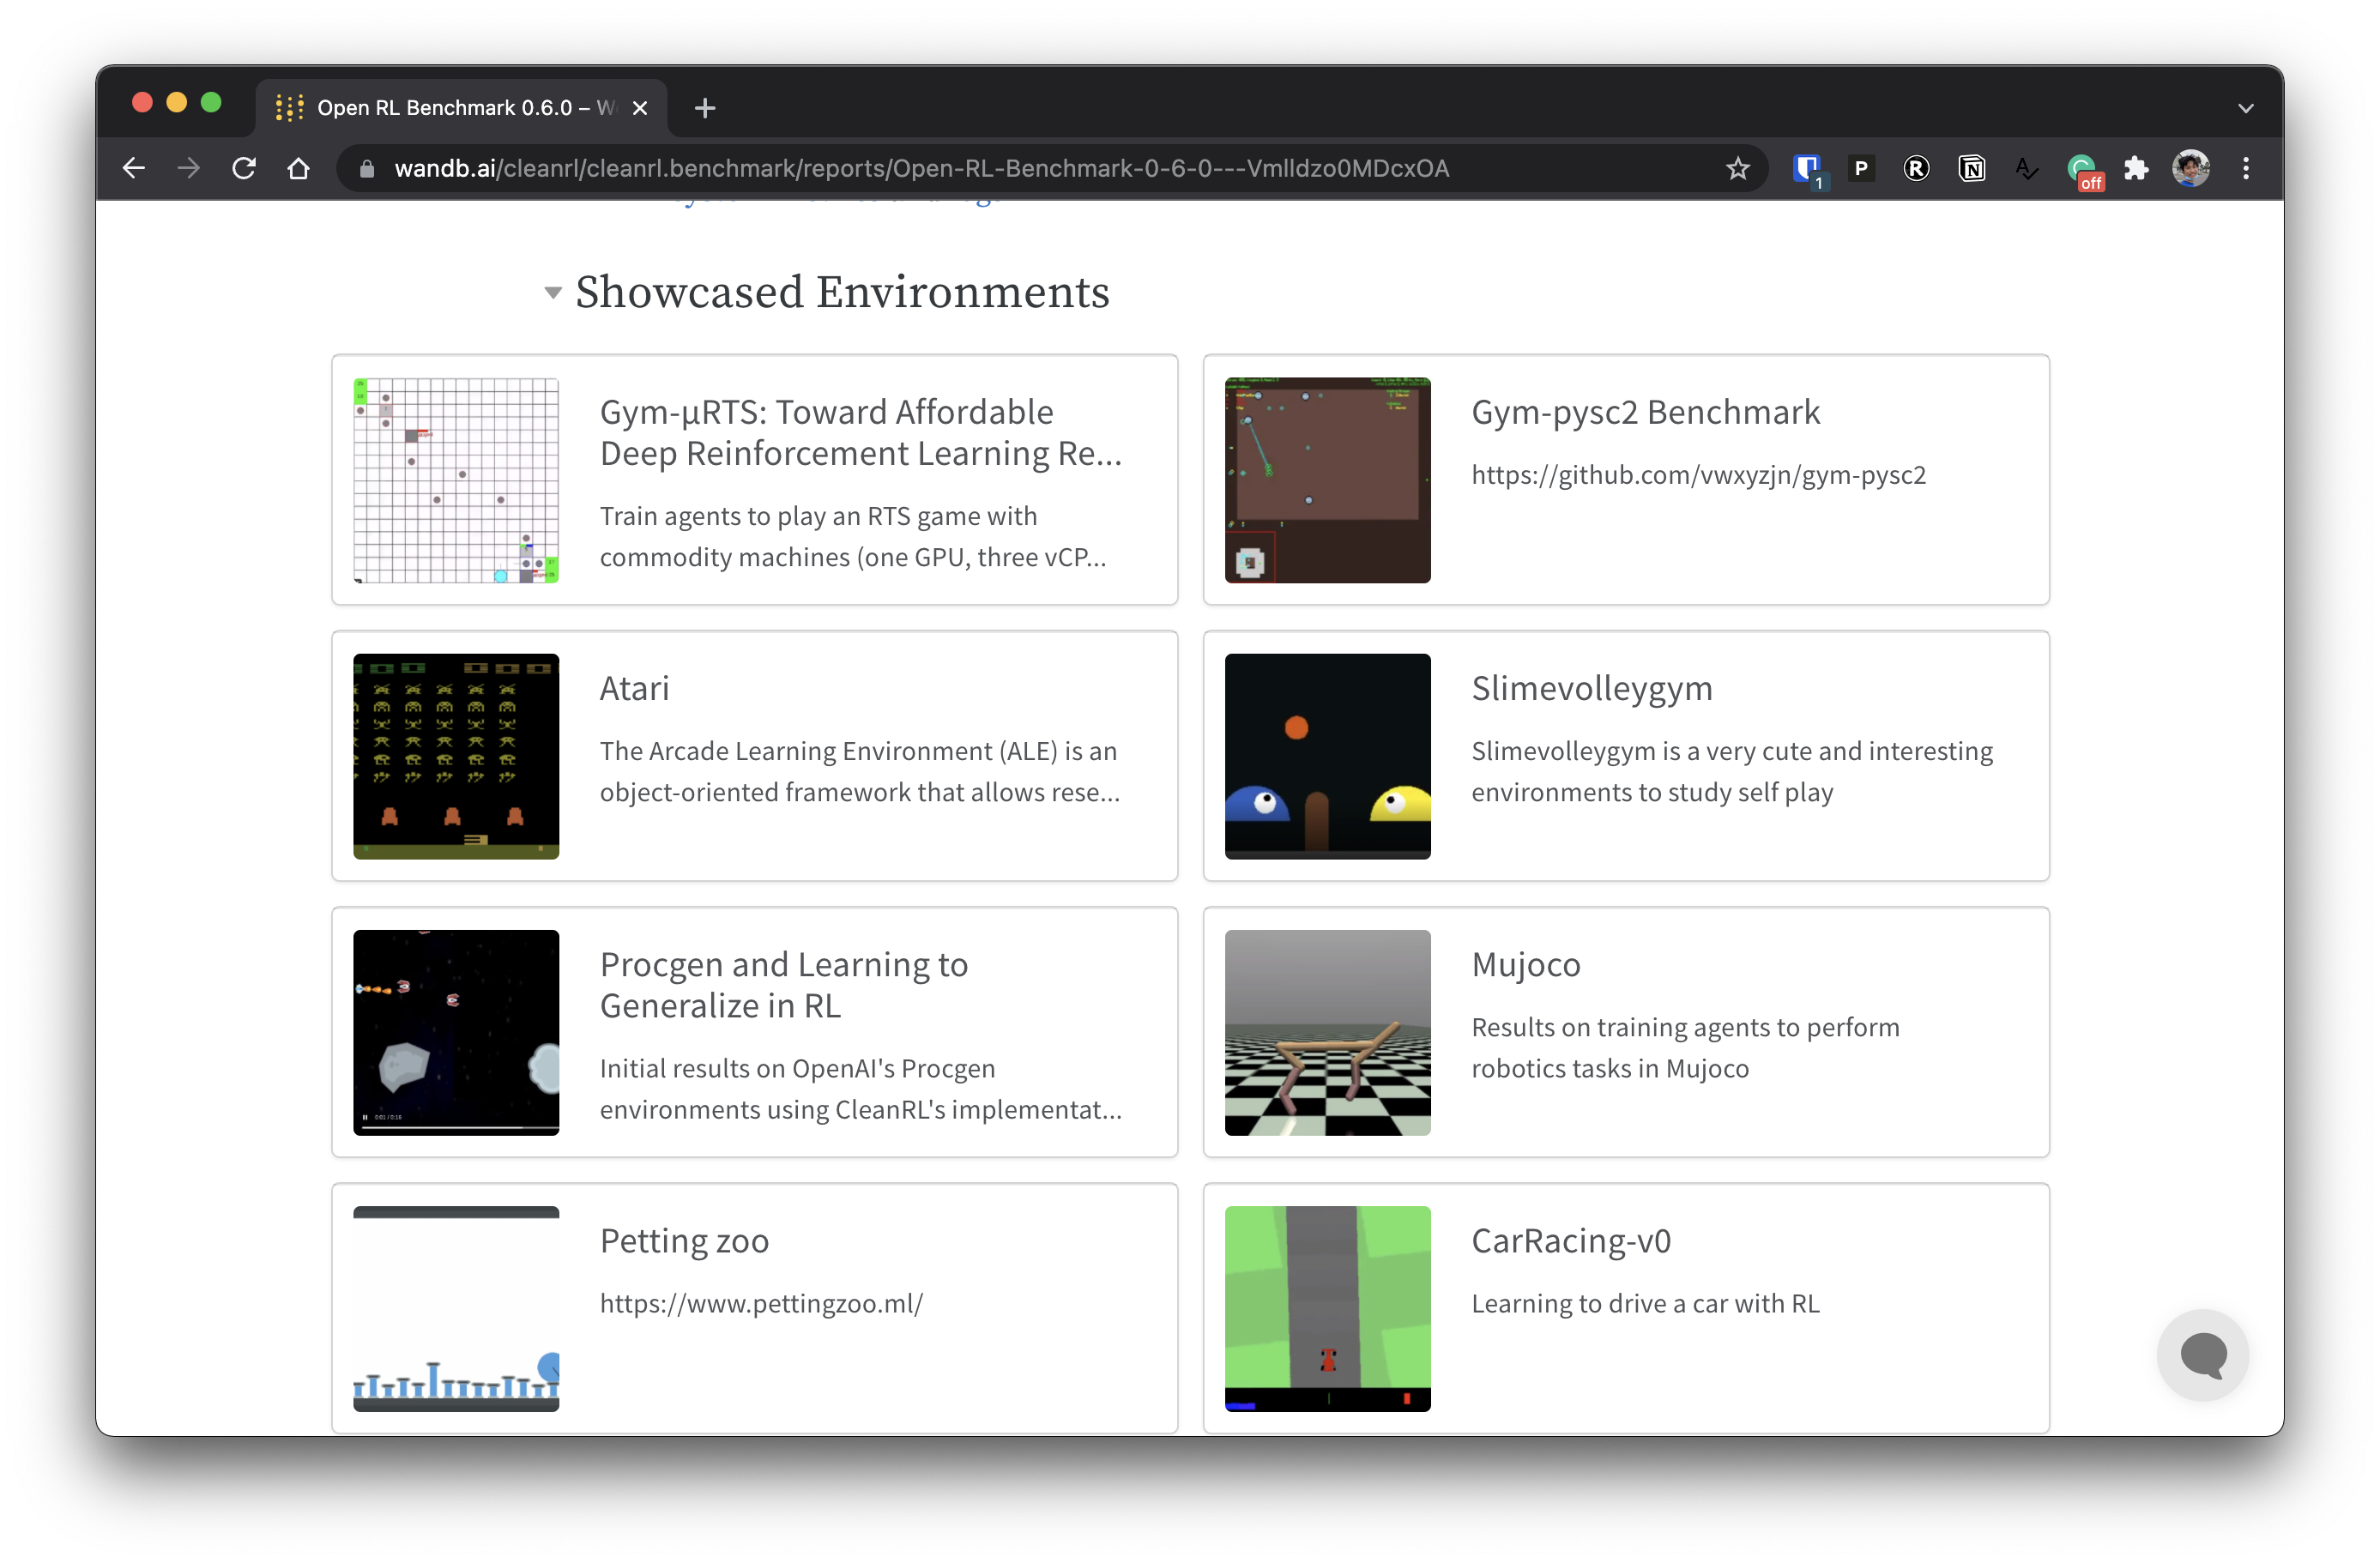 Open RL Benchmark 0.6.0 – W
wandb.ai/cleanrl/cleanrl.benchmark/reports/Open-RL-Benchmark-0-6-0---Vmlldzo0MDcxOA
1
P
R
N
off
Showcased Environments
Gym-µRTS: Toward Affordable
Deep Reinforcement Learning Re...
Train agents to play an RTS game with
commodity machines (one GPU, three vCP...
Gym-pysc2 Benchmark
https://github.com/vwxyzjn/gym-pysc2
Atari
The Arcade Learning Environment (ALE) is an
object-oriented framework that allows rese...
Slimevolleygym
Slimevolleygym is a very cute and interesting
environments to study self play
Procgen and Learning to
Generalize in RL
Initial results on OpenAI's Procgen
environments using CleanRL's implementat...
0:01 / 0:16
Mujoco
Results on training agents to perform
robotics tasks in Mujoco
Petting zoo
https://www.pettingzoo.ml/
CarRacing-v0
Learning to drive a car with RL